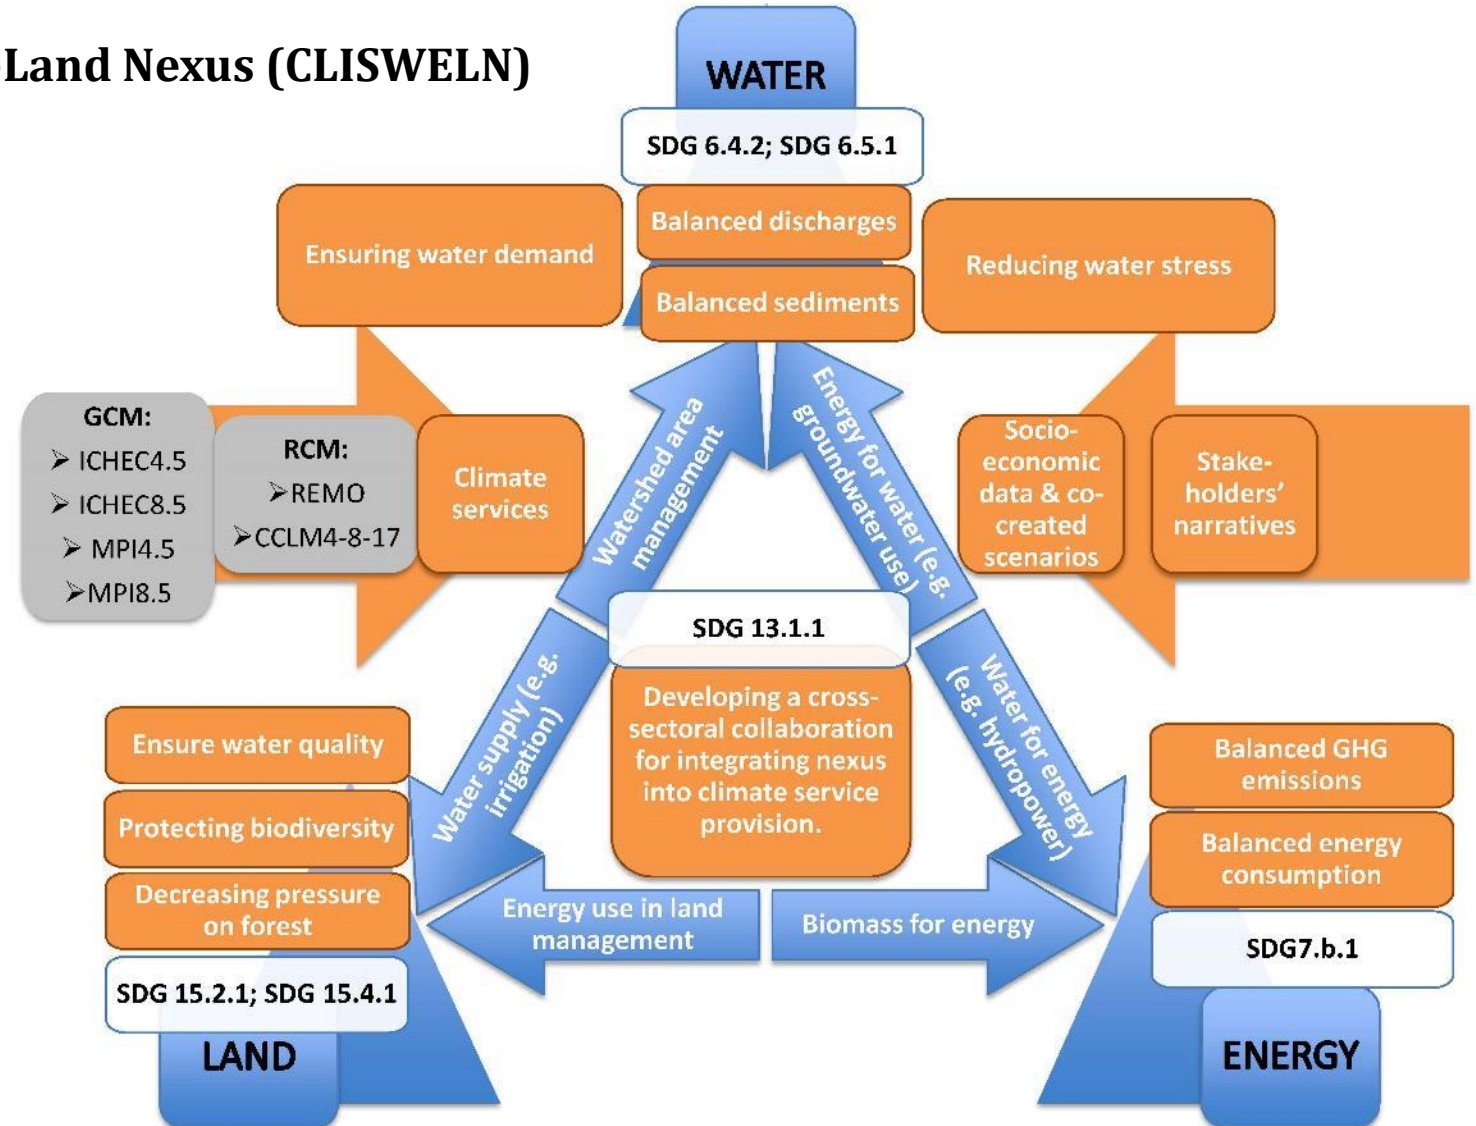 Land Nexus (CLISWELN)
WATER
SDG 6.4.2; SDG 6.5.1
Ensuring water demand
Balanced discharges
Balanced sediments
Reducing water stress
GCM:
➢ ICHEC4.5
➢ ICHEC8.5
➢ MPI4.5
➢MPI8.5
RCM:
➢REMO
➢CCLM4-8-17
Climate
services
Watershed area
management
Energy for water (e.g.
groundwater use)
Socio-
economic
data & co-
created
scenarios
Stake-
holders’
narratives
SDG 13.1.1
Developing a cross-
sectoral collaboration
for integrating nexus
into climate service
provision.
Water supply (e.g.
irrigation)
Water for energy
(e.g. hydropower)
Ensure water quality
Protecting biodiversity
Decreasing pressure
on forest
SDG 15.2.1; SDG 15.4.1
LAND
Energy use in land
management
Biomass for energy
Balanced GHG
emissions
Balanced energy
consumption
SDG7.b.1
ENERGY